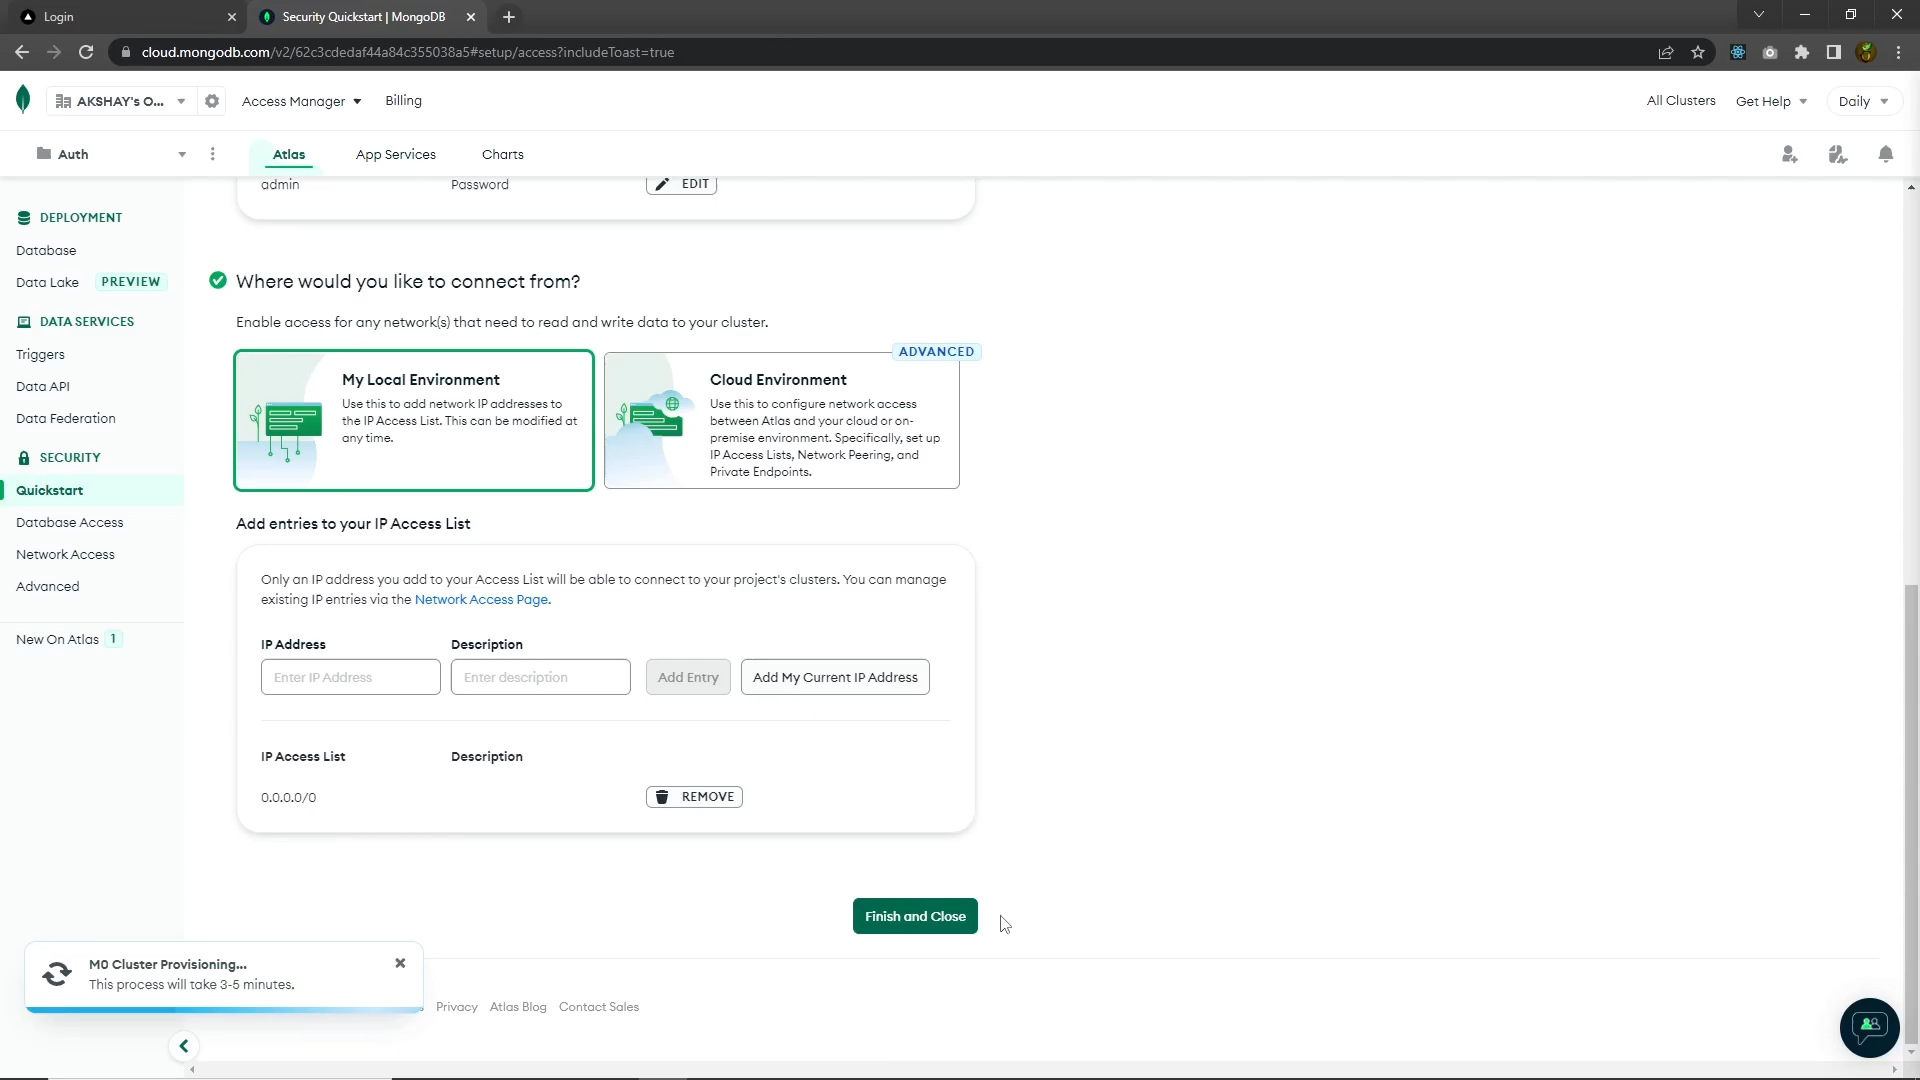 Login
Security Quickstart | MongoDB
cloud.mongodb.com/v2/62c3cdedaf44a84c355038a5#setup/access?includeToast=true
AKSHAY's O...
Access Manager
Billing
All Clusters
Get Help
Daily
Auth
Atlas
App Services
Charts
admin
Password
EDIT
DEPLOYMENT
Database
Data Lake PREVIEW
DATA SERVICES
Triggers
Data API
Data Federation
SECURITY
Quickstart
Database Access
Network Access
Advanced
New On Atlas 1
Where would you like to connect from?
Enable access for any network(s) that need to read and write data to your cluster.
My Local Environment
Use this to add network IP addresses to
the IP Access List. This can be modified at
any time.
ADVANCED
Cloud Environment
Use this to configure network access
between Atlas and your cloud or on-
premise environment. Specifically, set up
IP Access Lists, Network Peering, and
Private Endpoints.
Add entries to your IP Access List
Only an IP address you add to your Access List will be able to connect to your project's clusters. You can manage
existing IP entries via the Network Access Page.
IP Address
Description
Enter IP Address
Enter description
Add Entry
Add My Current IP Address
IP Access List
Description
0.0.0.0/0
REMOVE
Finish and Close
M0 Cluster Provisioning...
This process will take 3-5 minutes.
Privacy
Atlas Blog
Contact Sales